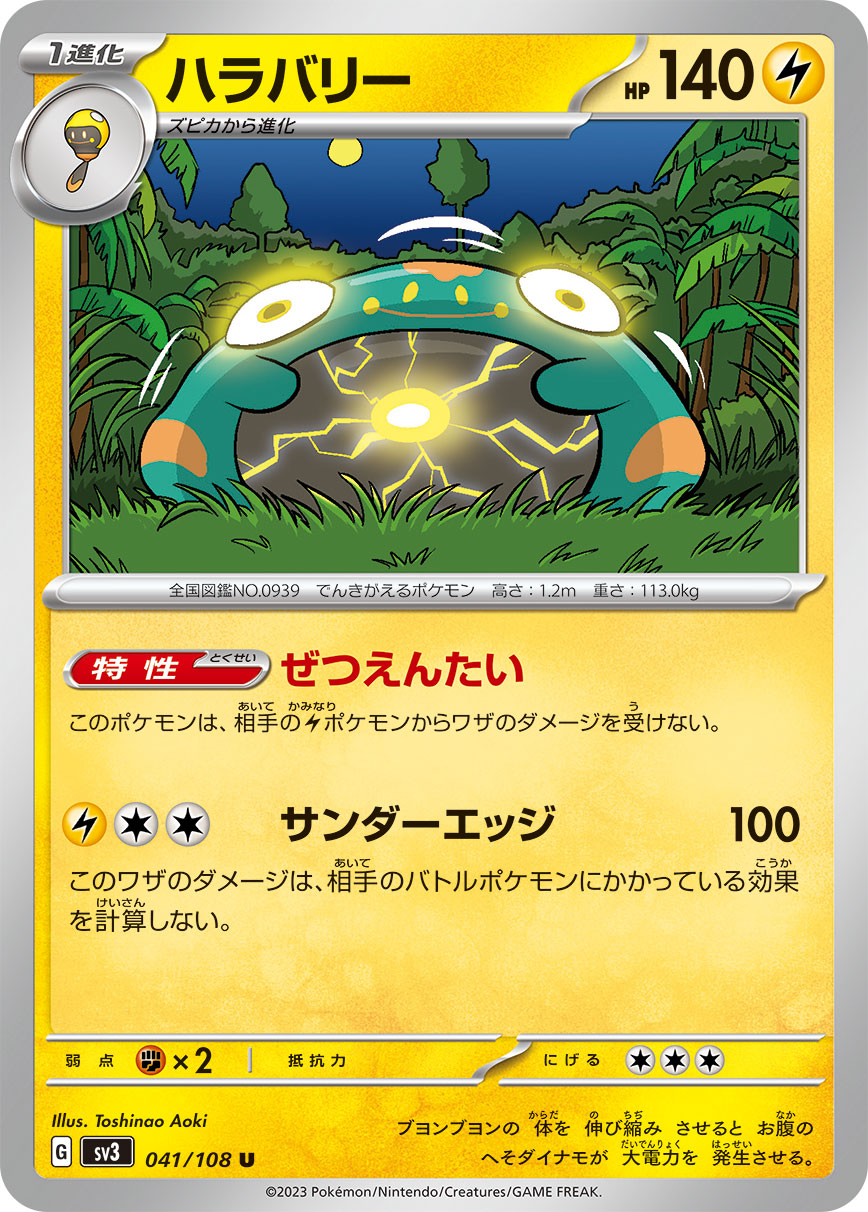 1進化
ハラバリー
HP 140
ズピカから進化
全国図鑑NO.0939 でんきがえるポケモン 高さ：1.2m 重さ：113.0kg
特性 とくせい ぜつえんたい
あいて かみなり う
このポケモンは、相手のポケモンからワザのダメージを受けない。
サンダーエッジ 100
あいて こうか
このワザのダメージは、相手のバトルポケモンにかかっている効果
けいさん
を計算しない。
弱点 ×2 抵抗力 にげる
Illus. Toshinao Aoki
からだ の ちぢ なか
ブヨンブヨンの 体を 伸び縮み させると お腹の
だいでんりょく はっせい
へそダイナモが 大電力を 発生させる。
G sv3 041/108 U
©2023 Pokémon/Nintendo/Creatures/GAME FREAK.